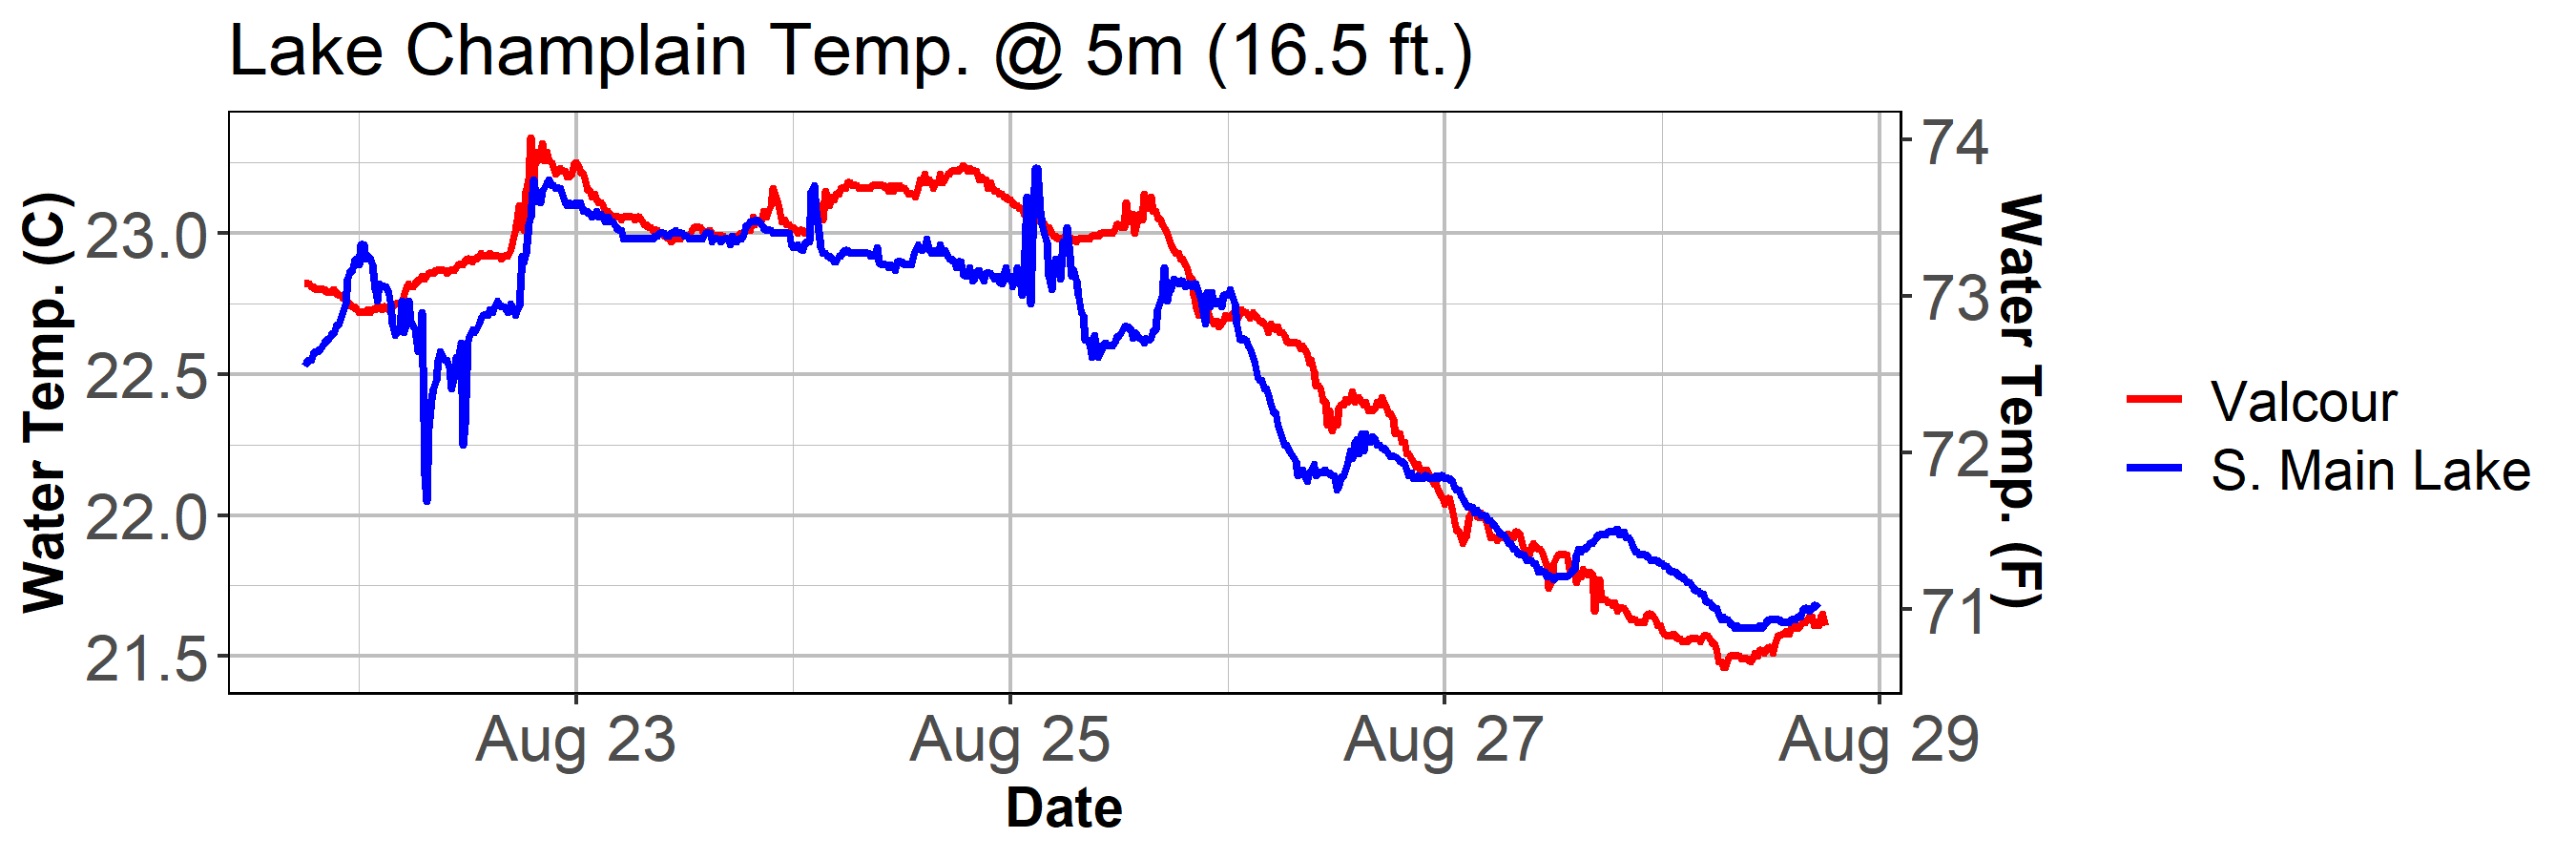 Lake Champlain Temp. @ 5m (16.5 ft.)
Water Temp. (C)
23.0
22.5
22.0
21.5
74
73
72
71
Water Temp. (F)
Aug 23
Aug 25
Aug 27
Aug 29
Date
Valcour
S. Main Lake